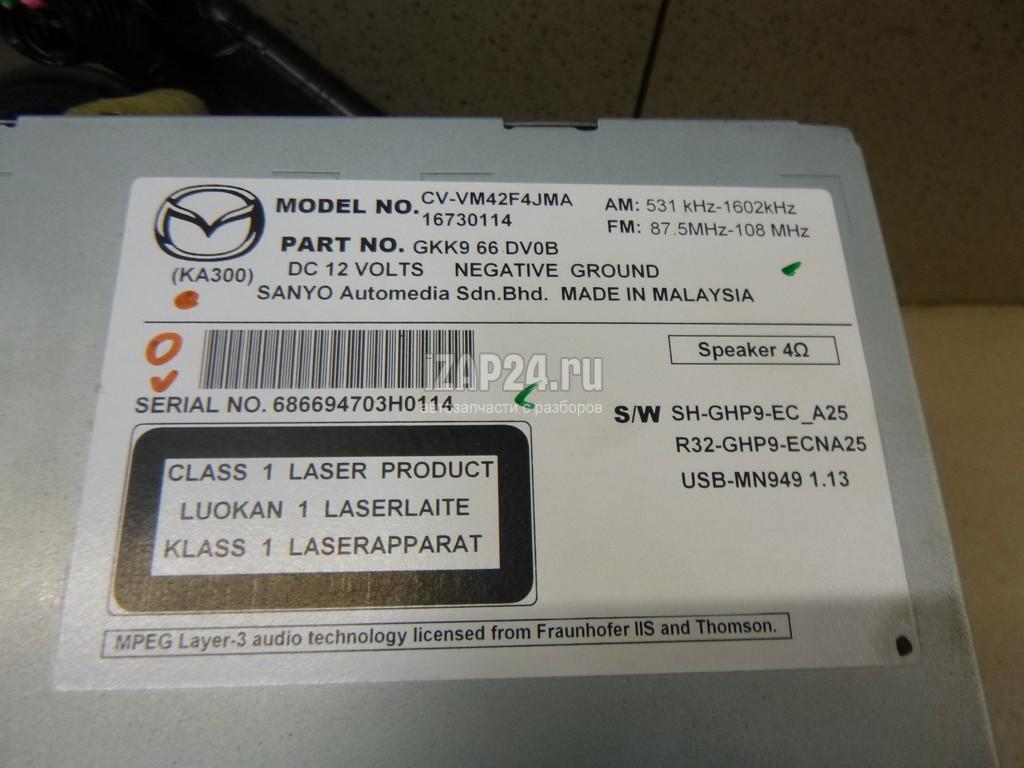 MODEL NO. CV-VM42F4JMA
16730114
AM: 531 kHz-1602kHz
FM: 87.5MHz-108 MHz
PART NO. GKK9 66 DV0B
(KA300)
DC 12 VOLTS NEGATIVE GROUND
SANYO Automedia Sdn.Bhd. MADE IN MALAYSIA
Speaker 4Ω
iZAP24.ru
автозапчасти с разборов
SERIAL NO. 686694703H0114
S/W SH-GHP9-EC_A25
R32-GHP9-ECNA25
USB-MN949 1.13
CLASS 1 LASER PRODUCT
LUOKAN 1 LASERLAITE
KLASS 1 LASERAPPARAT
MPEG Layer-3 audio technology licensed from Fraunhofer IIS and Thomson.